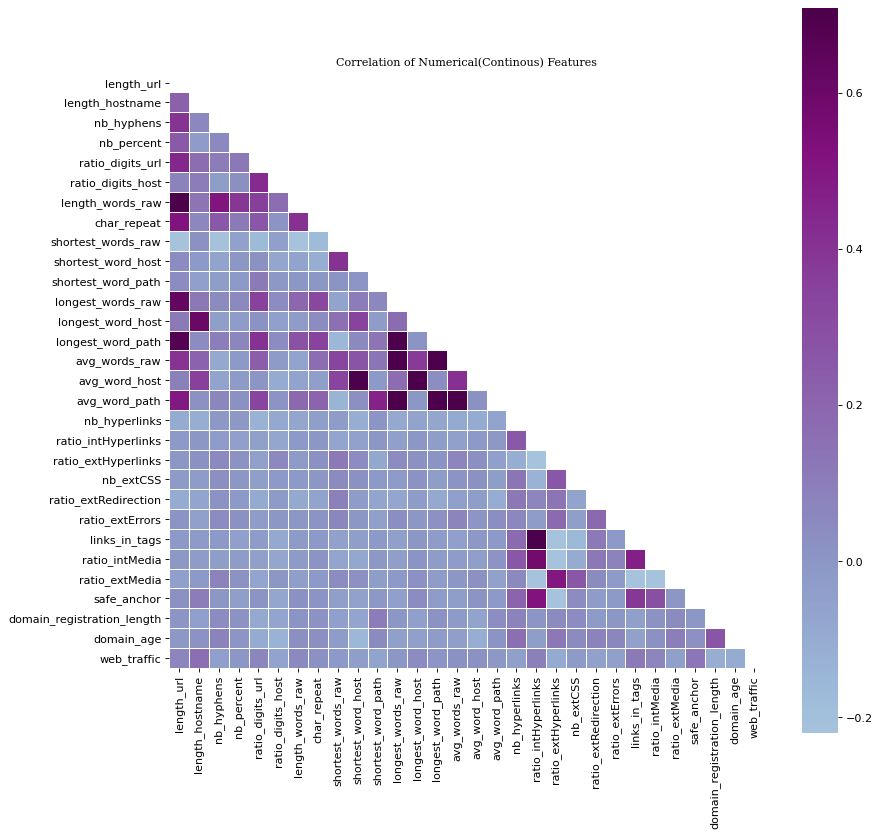 Correlation of Numerical(Continous) Features
length_url
length_hostname
nb_hyphens
nb_percent
ratio_digits_url
ratio_digits_host
length_words_raw
char_repeat
shortest_words_raw
shortest_word_host
shortest_word_path
longest_words_raw
longest_word_host
longest_word_path
avg_words_raw
avg_word_host
avg_word_path
nb_hyperlinks
ratio_intHyperlinks
ratio_extHyperlinks
nb_extCSS
ratio_extRedirection
ratio_extErrors
links_in_tags
ratio_intMedia
ratio_extMedia
safe_anchor
domain_registration_length
domain_age
web_traffic
length_url
length_hostname
nb_hyphens
nb_percent
ratio_digits_url
ratio_digits_host
length_words_raw
char_repeat
shortest_words_raw
shortest_word_host
shortest_word_path
longest_words_raw
longest_word_host
longest_word_path
avg_words_raw
avg_word_host
avg_word_path
nb_hyperlinks
ratio_intHyperlinks
ratio_extHyperlinks
nb_extCSS
ratio_extRedirection
ratio_extErrors
links_in_tags
ratio_intMedia
ratio_extMedia
safe_anchor
domain_registration_length
domain_age
web_traffic
0.6
0.4
0.2
0.0
−0.2